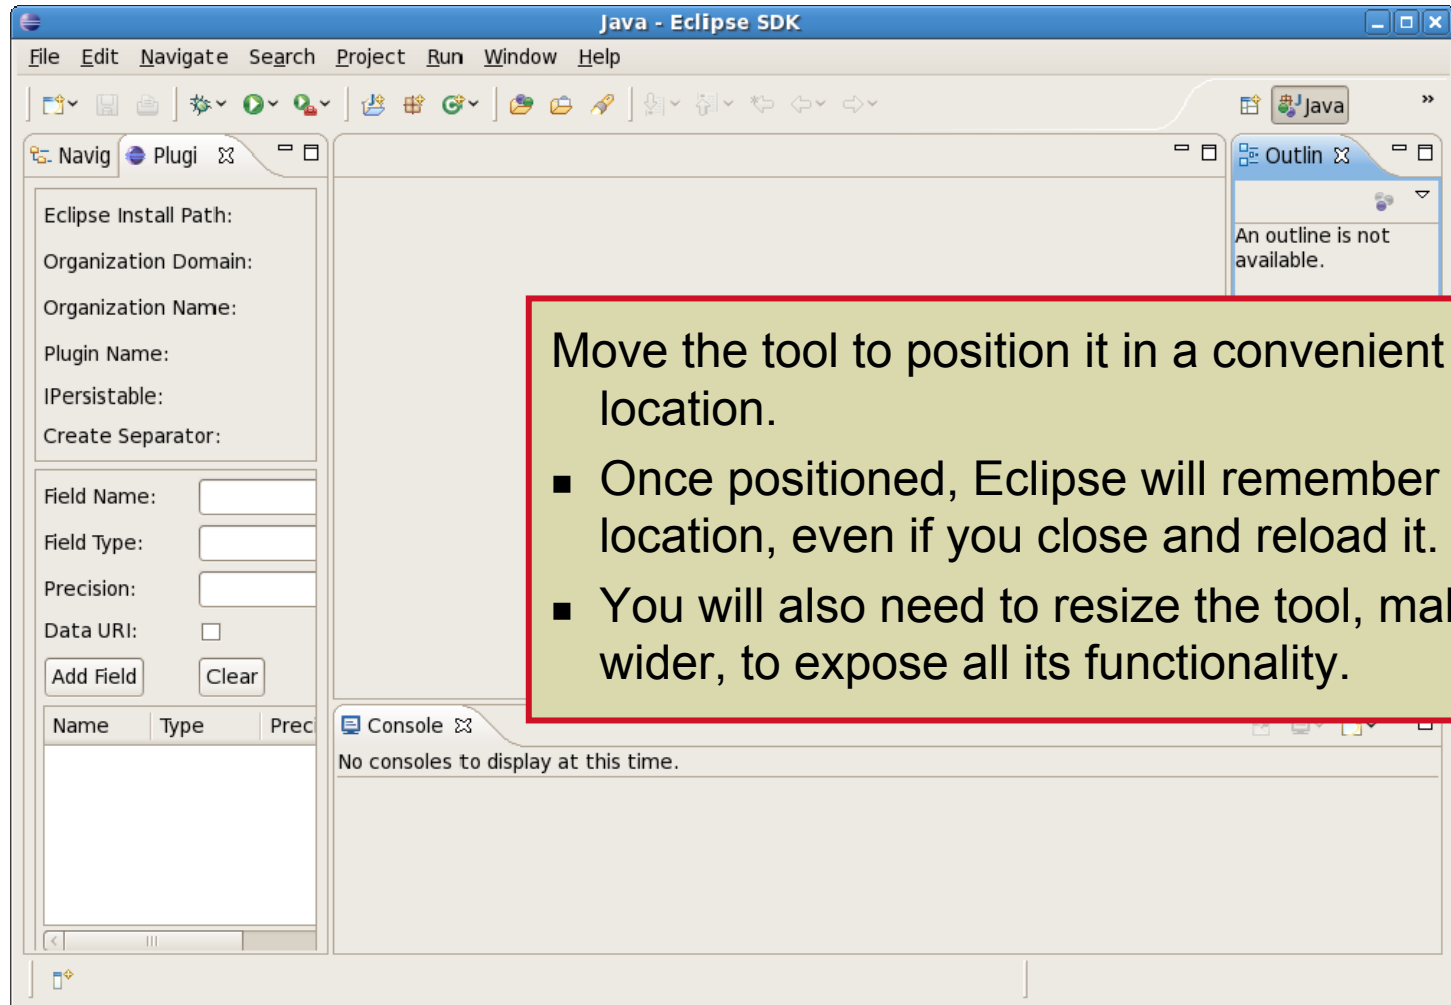 Java - Eclipse SDK
File Edit Navigate Search Project Run Window Help
Java »
Navig Plugi
Outlin
Eclipse Install Path:
Organization Domain:
Organization Name:
Plugin Name:
IPersistable:
Create Separator:
An outline is not
available.
Move the tool to position it in a convenient
location.
■ Once positioned, Eclipse will remember
location, even if you close and reload it.
■ You will also need to resize the tool,
wider, to expose all its functionality.
Field Name:
Field Type:
Precision:
Data URI:
Add Field Clear
Name Type Preci
Console
No consoles to display at this time.